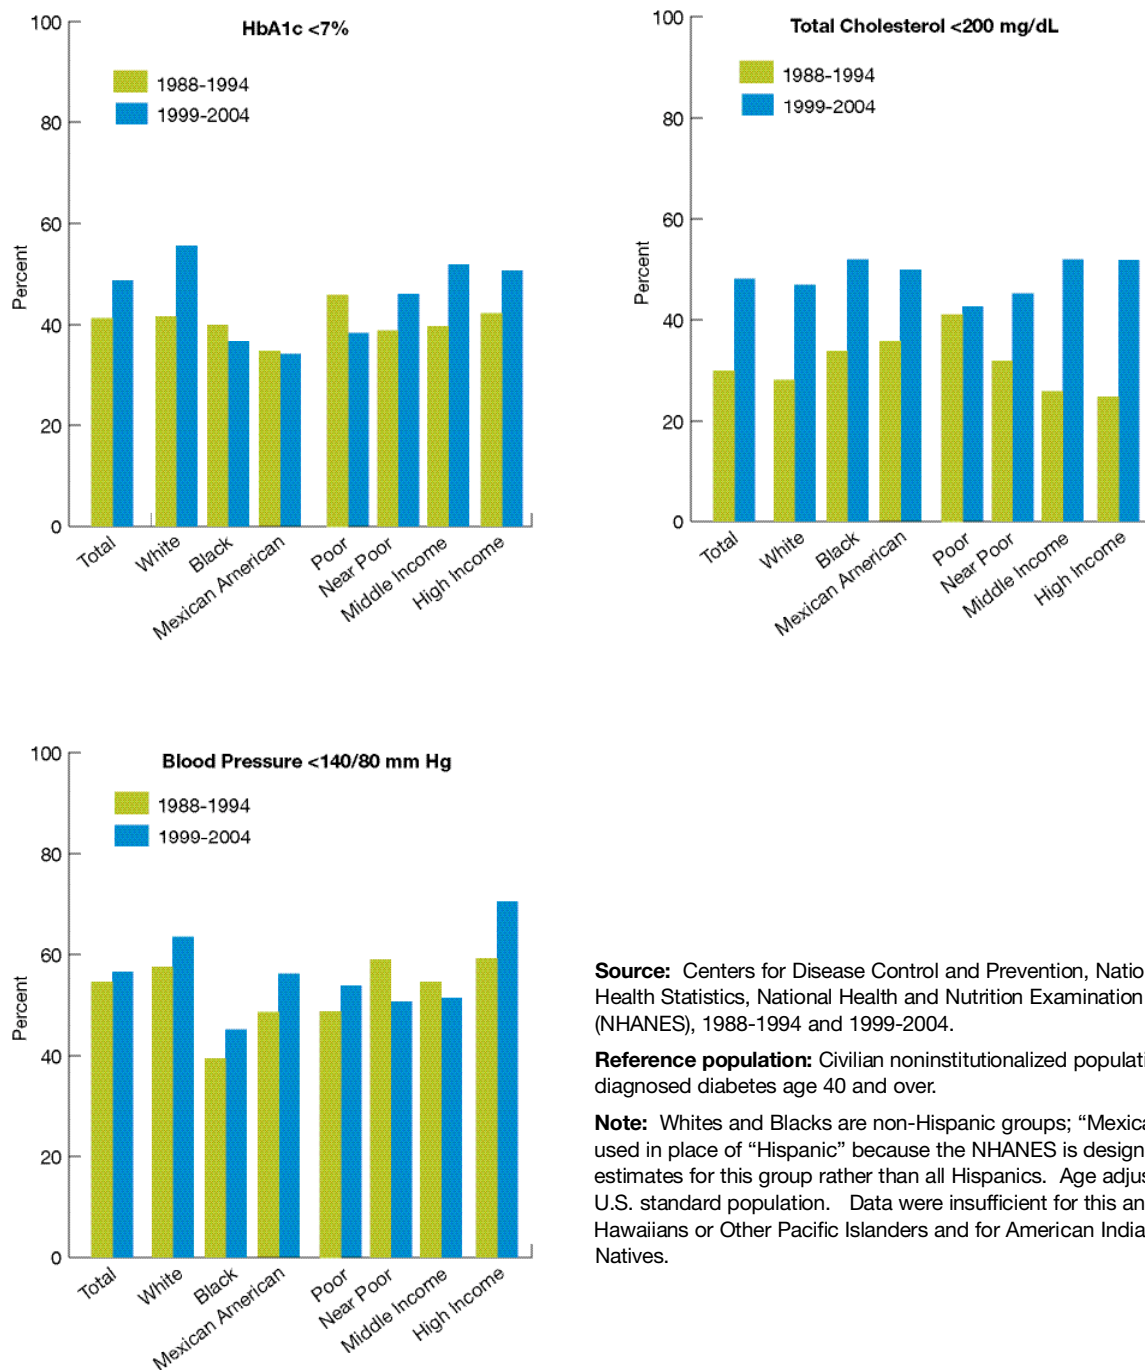 HbA1c <7%
1988-1994
1999-2004
100
80
60
40
20
0
Percent
Total
White
Black
Mexican American
Poor
Near Poor
Middle Income
High Income
Total Cholesterol <200 mg/dL
1988-1994
1999-2004
100
80
60
40
20
0
Percent
Total
White
Black
Mexican American
Poor
Near Poor
Middle Income
High Income
Blood Pressure <140/80 mm Hg
1988-1994
1999-2004
100
80
60
40
20
0
Percent
Total
White
Black
Mexican American
Poor
Near Poor
Middle Income
High Income
Source: Centers for Disease Control and Prevention, Natio
Health Statistics, National Health and Nutrition Examination
(NHANES), 1988-1994 and 1999-2004.
Reference population: Civilian noninstitutionalized populati
diagnosed diabetes age 40 and over.
Note: Whites and Blacks are non-Hispanic groups; “Mexica
used in place of “Hispanic” because the NHANES is design
estimates for this group rather than all Hispanics. Age adjus
U.S. standard population. Data were insufficient for this an
Hawaiians or Other Pacific Islanders and for American India
Natives.